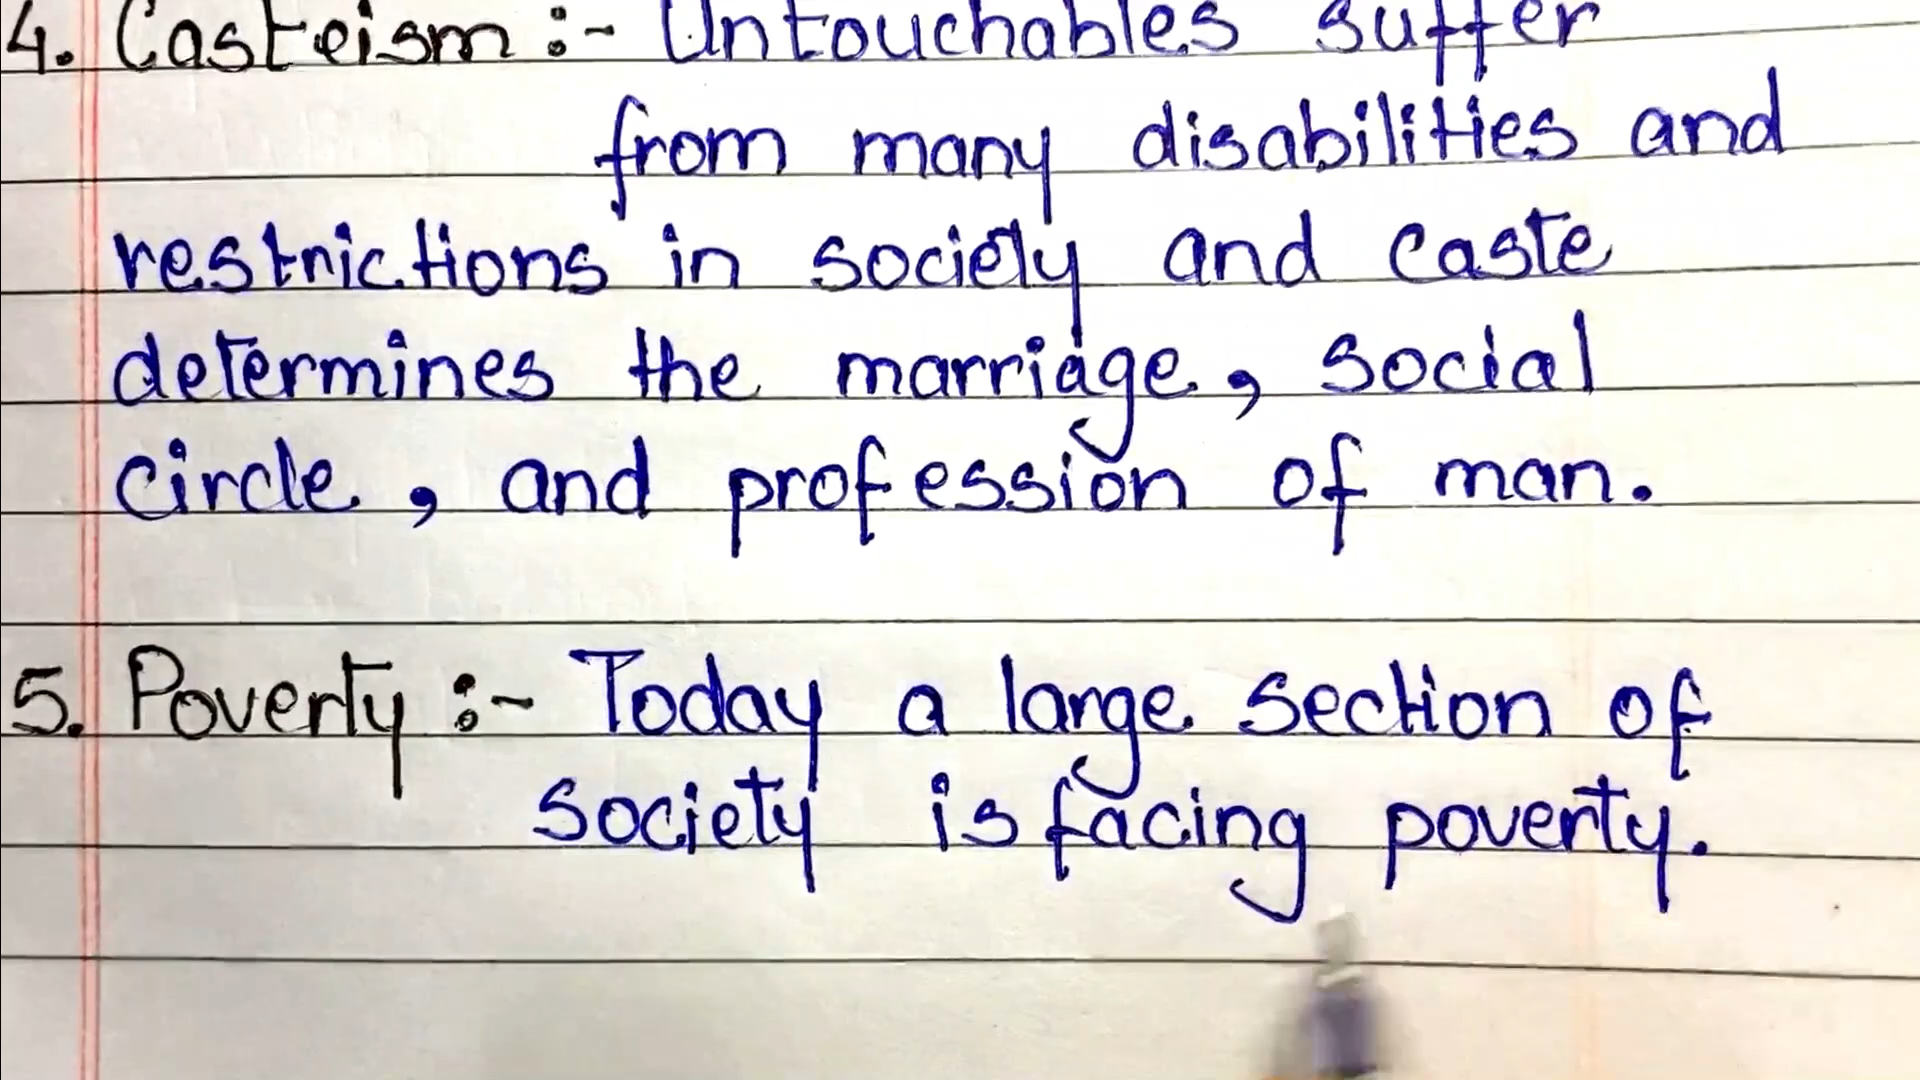 4. Casteism :- Untouchables suffer
from many disabilities and
restrictions in society and caste
determines the marriage, social
circle, and profession of man.
5. Poverty :- Today a large section of
society is facing poverty.